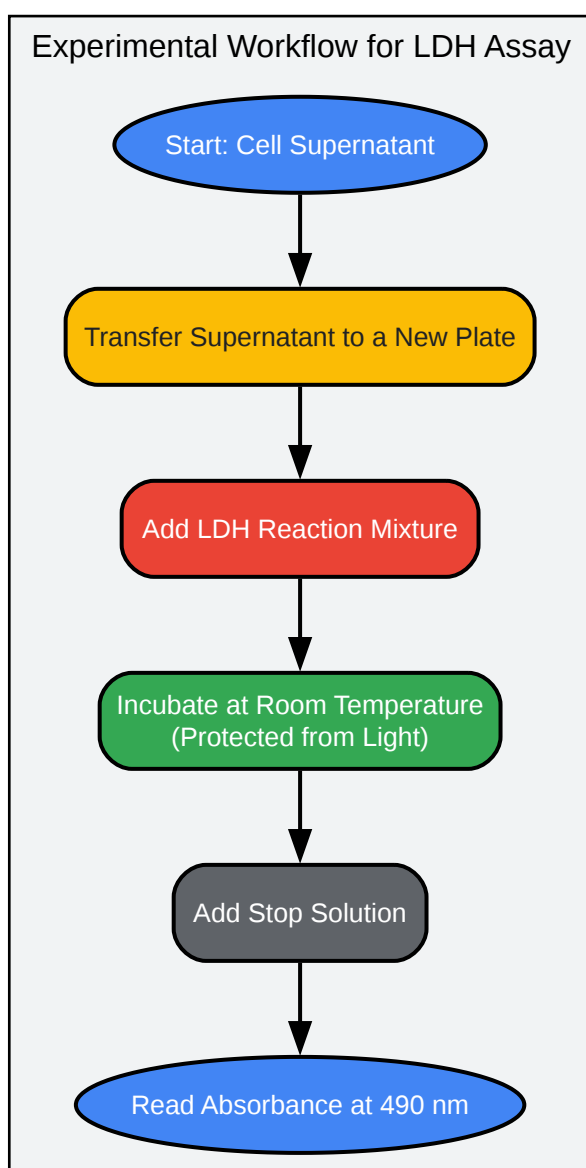 Experimental Workflow for LDH Assay
Start: Cell Supernatant
Transfer Supernatant to a New Plate
Add LDH Reaction Mixture
Incubate at Room Temperature
(Protected from Light)
Add Stop Solution
Read Absorbance at 490 nm